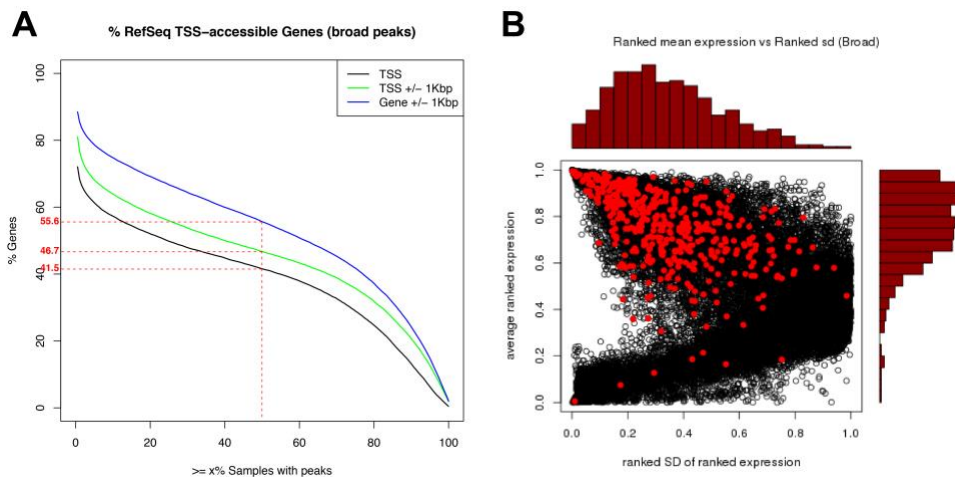 A
% RefSeq TSS-accessible Genes (broad peaks)
TSS
TSS +/- 1Kbp
Gene +/- 1Kbp
% Genes
100
80
60
55.6
46.7
41.5
40
20
0
0 20 40 60 80 100
>= x% Samples with peaks
B
Ranked mean expression vs Ranked sd (Broad)
average ranked expression
1.0
0.8
0.6
0.4
0.2
0.0
0.0 0.2 0.4 0.6 0.8 1.0
ranked SD of ranked expression